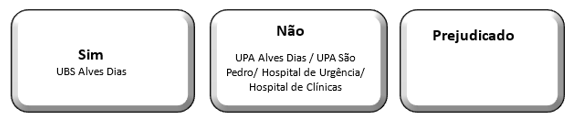 Sim
UBS Alves Dias
Não
UPA Alves Dias / UPA São
Pedro/ Hospital de Urgência/
Hospital de Clínicas
Prejudicado